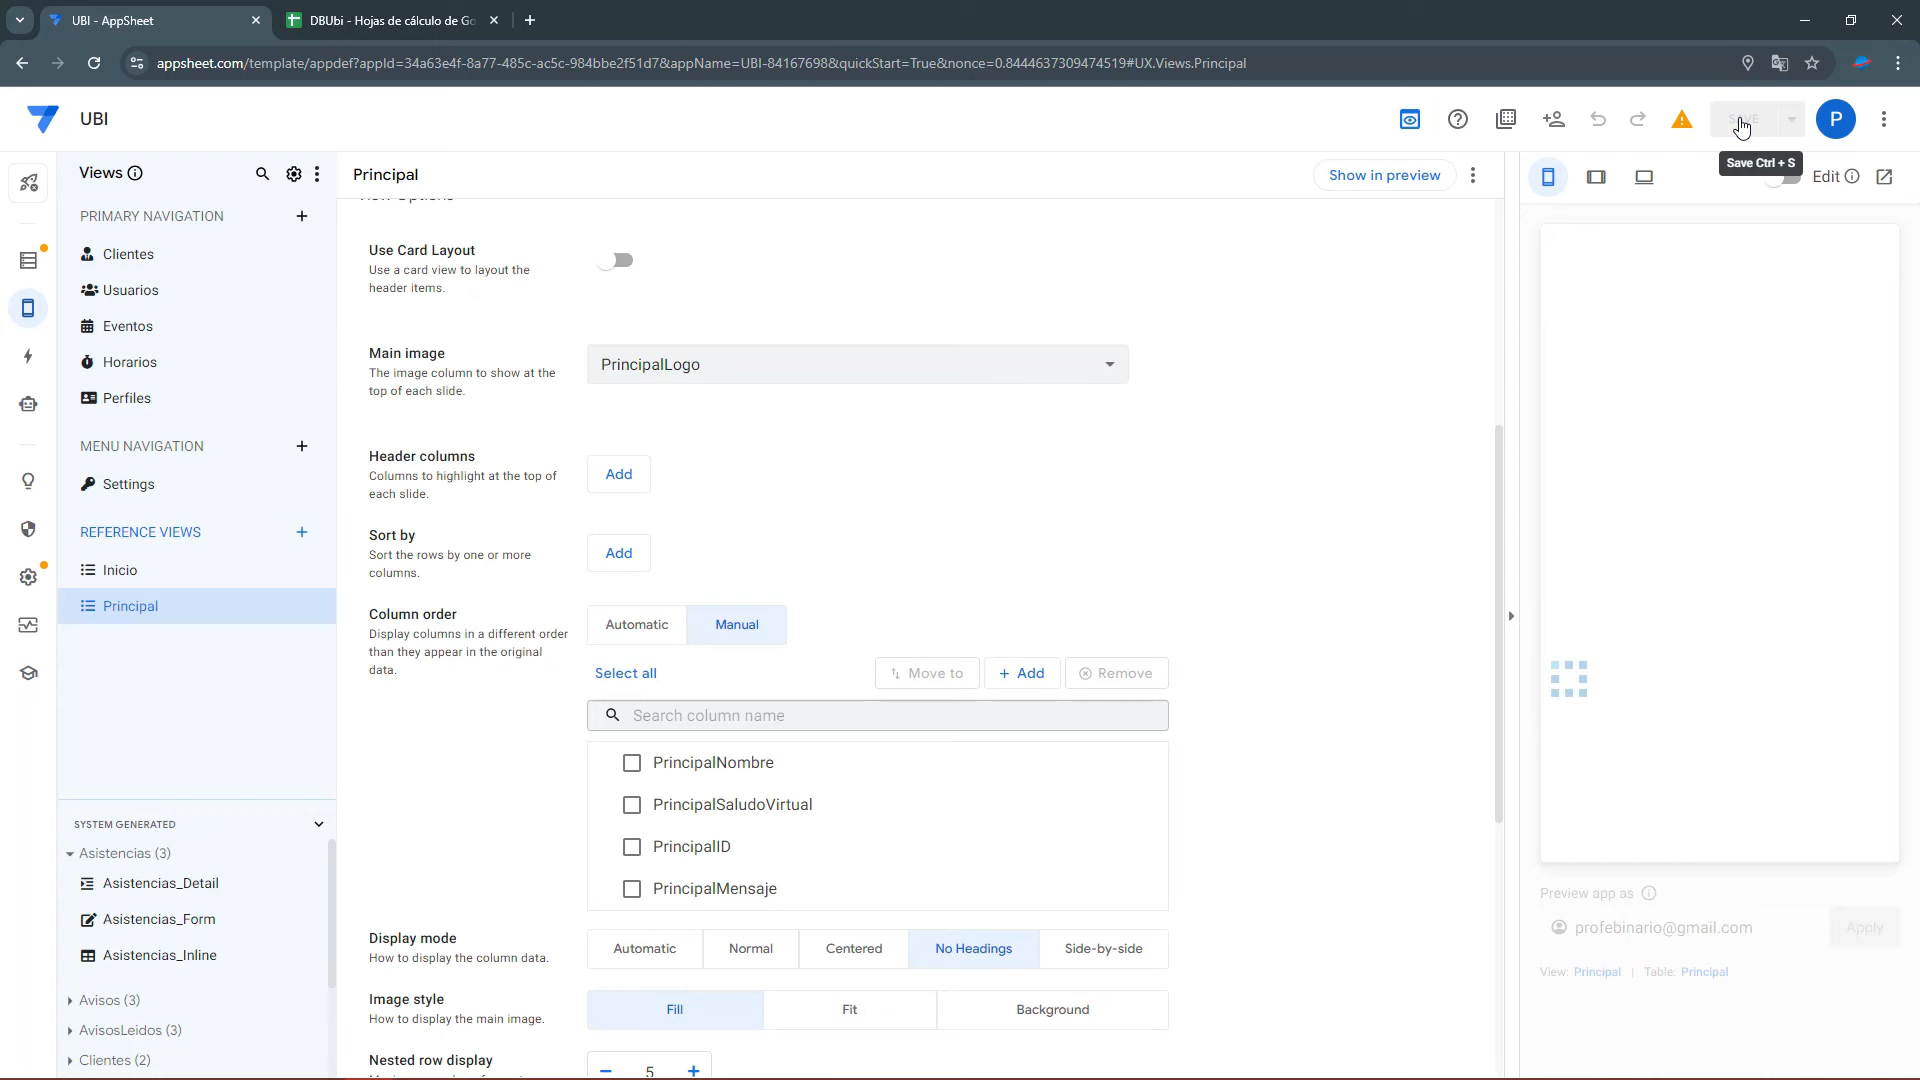 UBI - AppSheet
DBUbi - Hojas de cálculo de Go
appsheet.com/template/appdef?appId=34a63e4f-8a77-485c-ac5c-984bbe2f51d7&appName=UBI-84167698&quickStart=True&nonce=0.8444637309474519#UX.Views.Principal
UBI
SAVE
P
Save Ctrl + S
Views
Principal
Show in preview
Edit
PRIMARY NAVIGATION
Clientes
Usuarios
Eventos
Horarios
Perfiles
MENU NAVIGATION
Settings
REFERENCE VIEWS
Inicio
Principal
SYSTEM GENERATED
Asistencias (3)
Asistencias_Detail
Asistencias_Form
Asistencias_Inline
Avisos (3)
AvisosLeidos (3)
Clientes (2)
View Options
Use Card Layout
Use a card view to layout the
header items.
Main image
The image column to show at the
top of each slide.
PrincipalLogo
Header columns
Columns to highlight at the top of
each slide.
Add
Sort by
Sort the rows by one or more
columns.
Add
Column order
Display columns in a different order
than they appear in the original
data.
Automatic
Manual
Select all
Move to
Add
Remove
Search column name
PrincipalNombre
PrincipalSaludoVirtual
PrincipalID
PrincipalMensaje
Display mode
How to display the column data.
Automatic
Normal
Centered
No Headings
Side-by-side
Image style
How to display the main image.
Fill
Fit
Background
Nested row display
5
Preview app as
profebinario@gmail.com
Apply
View: Principal | Table: Principal